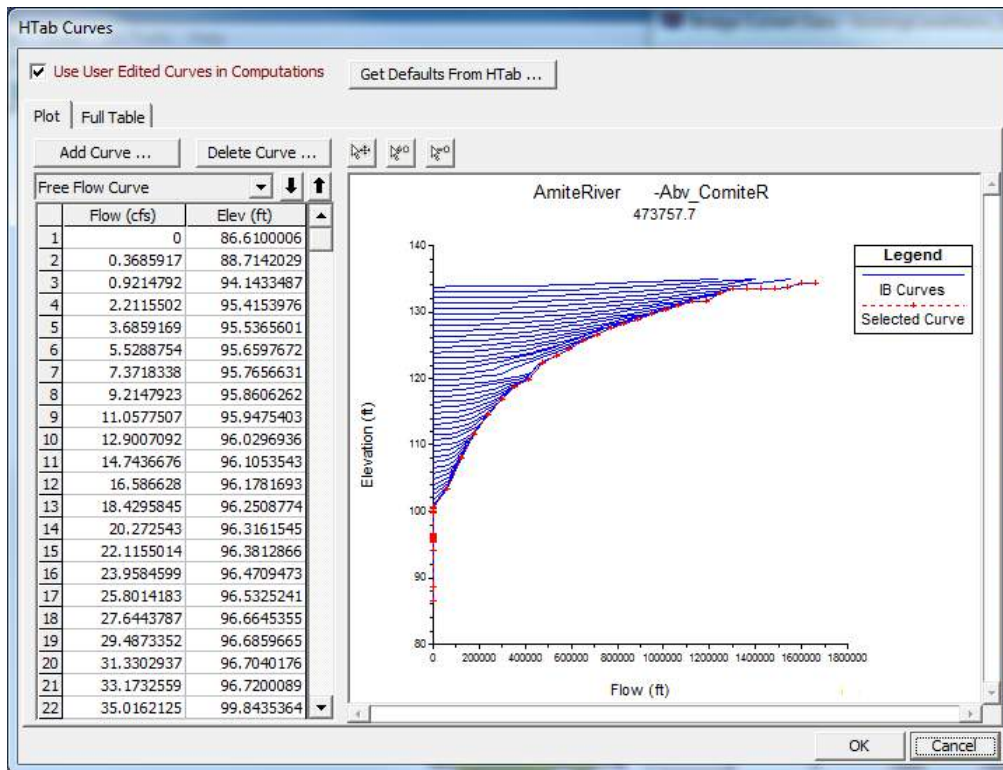 HTab Curves
Use User Edited Curves in Computations
Get Defaults From HTab ...
Plot
Full Table
Add Curve ...
Delete Curve ...
Free Flow Curve
Flow (cfs) Elev (ft)
1 0 86.6100006
2 0.3685917 88.7142029
3 0.9214792 94.1433487
4 2.2115502 95.4153976
5 3.6859169 95.5365601
6 5.5288754 95.6597672
7 7.3718338 95.7656631
8 9.2147923 95.8606262
9 11.0577507 95.9475403
10 12.9007092 96.0296936
11 14.7436676 96.1053543
12 16.586628 96.1781693
13 18.4295845 96.2508774
14 20.272543 96.3161545
15 22.1155014 96.3812866
16 23.9584599 96.4709473
17 25.8014183 96.5325241
18 27.6443787 96.6645355
19 29.4873352 96.6859665
20 31.3302937 96.7040176
21 33.1732559 96.7200089
22 35.0162125 99.8435364
AmiteRiver -Abv_ComiteR
473757.7
140
130
120
110
100
90
80
Elevation (ft)
0 200000 400000 600000 800000 1000000 1200000 1400000 1600000 1800000
Flow (ft)
Legend
IB Curves
Selected Curve
OK
Cancel